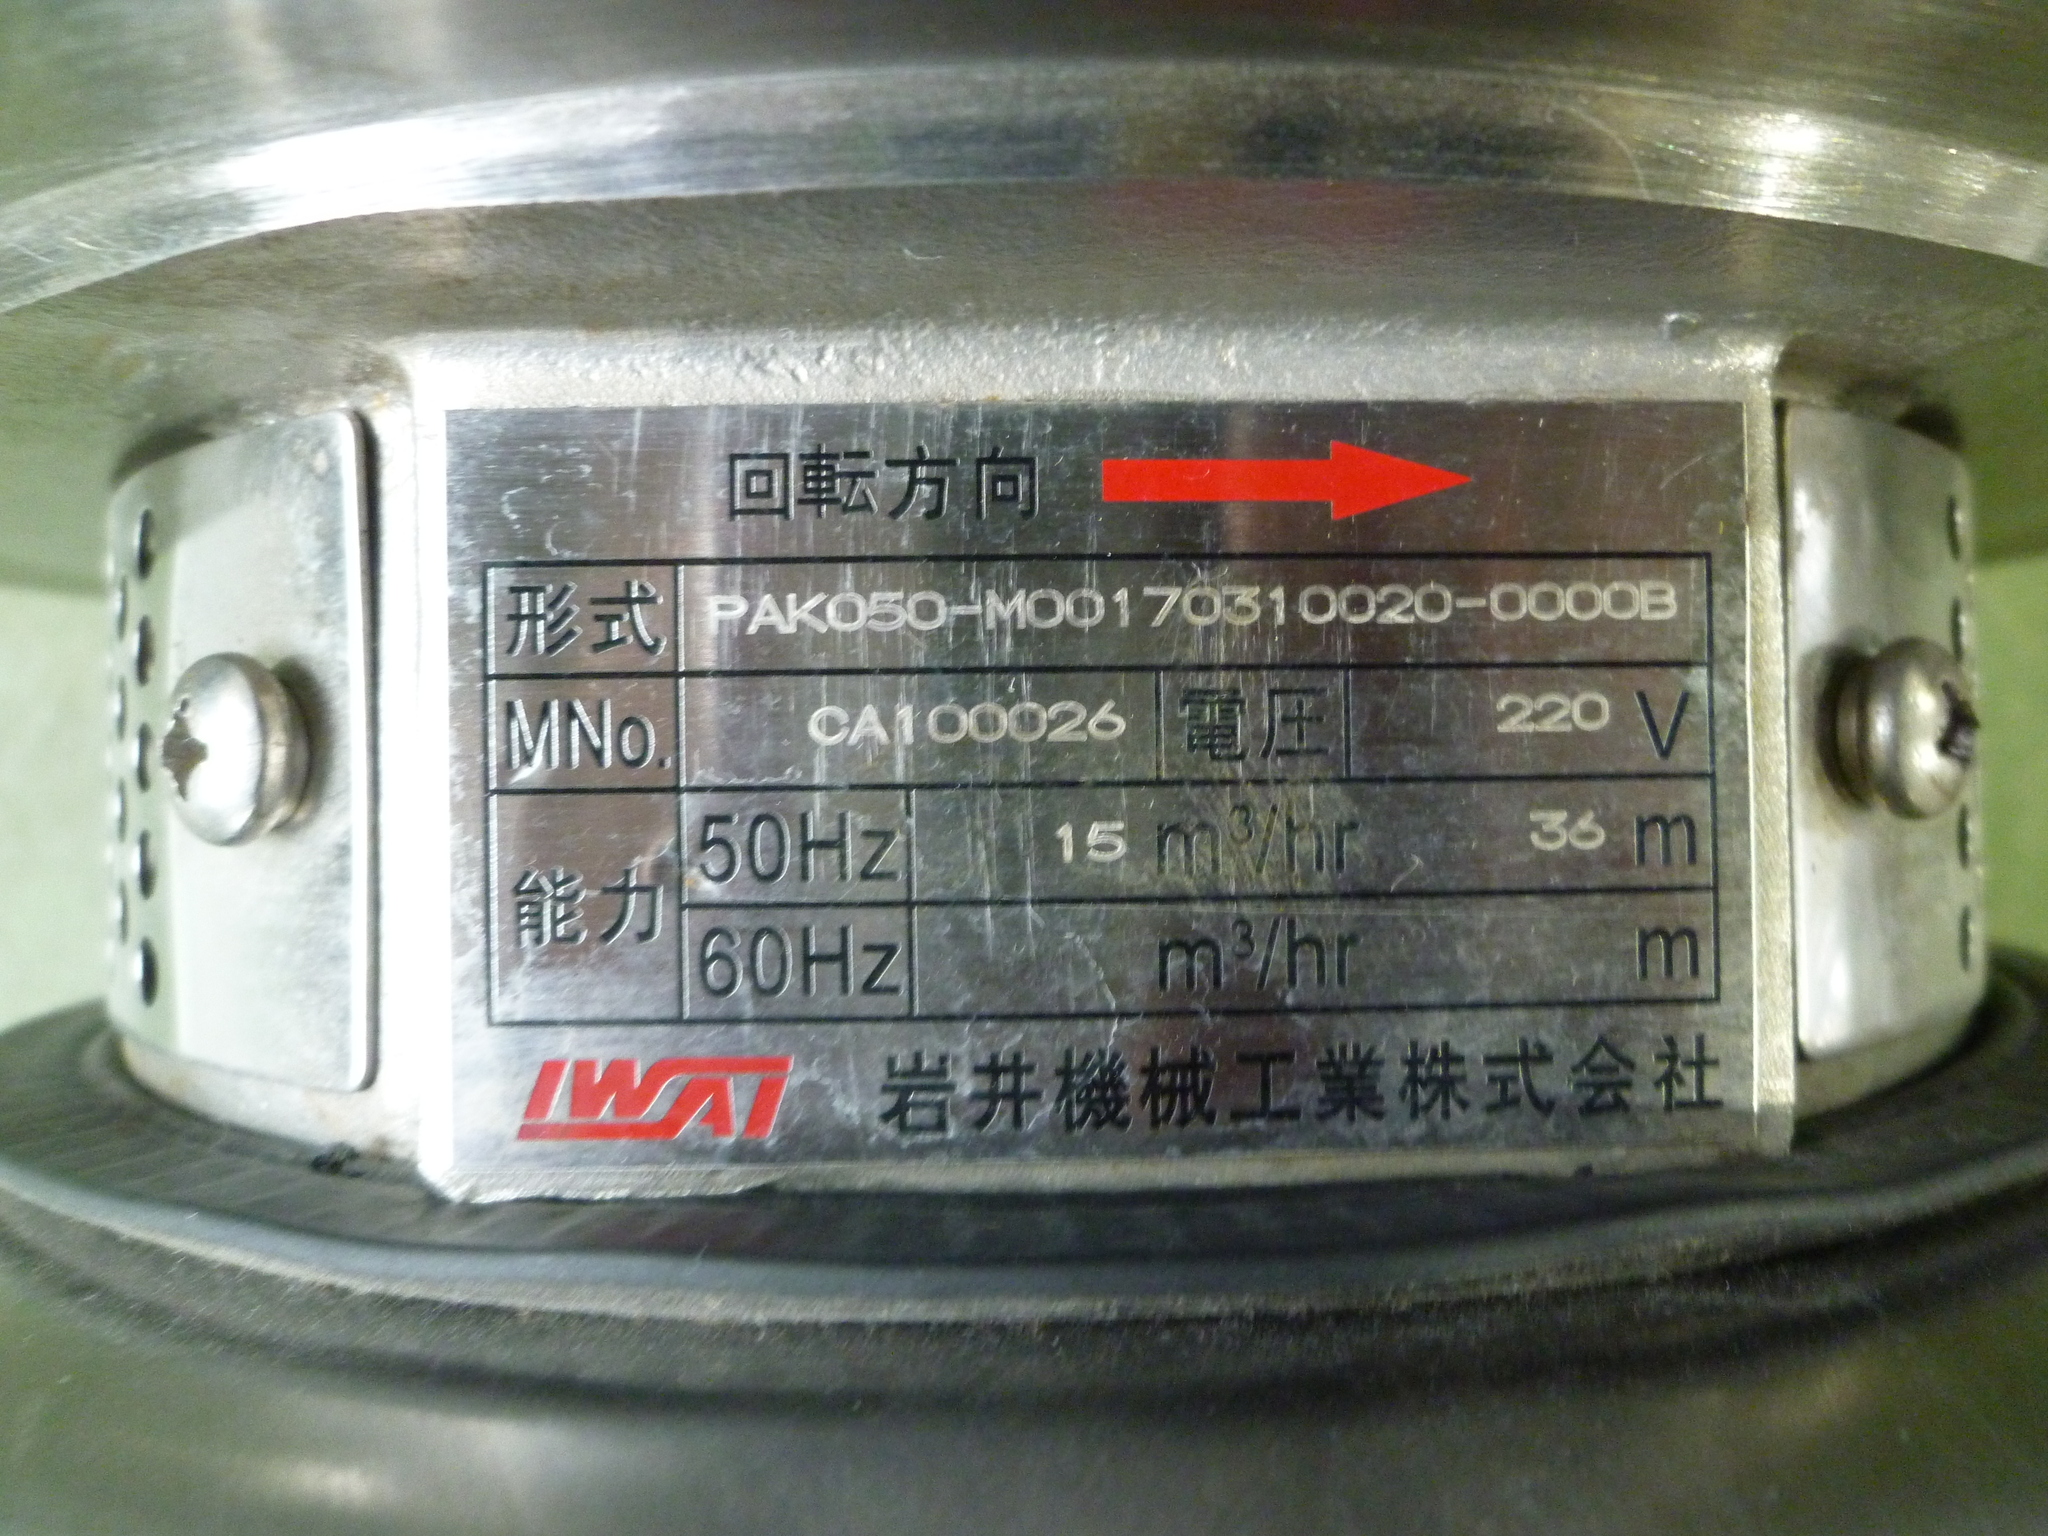 回転方向
形式 PAK050-M00170310020-0000B
MNo. CA100026 電圧 220 V
能力 50Hz 15 m³/hr 36 m
60Hz m³/hr m
IWAI 岩井機械工業株式会社